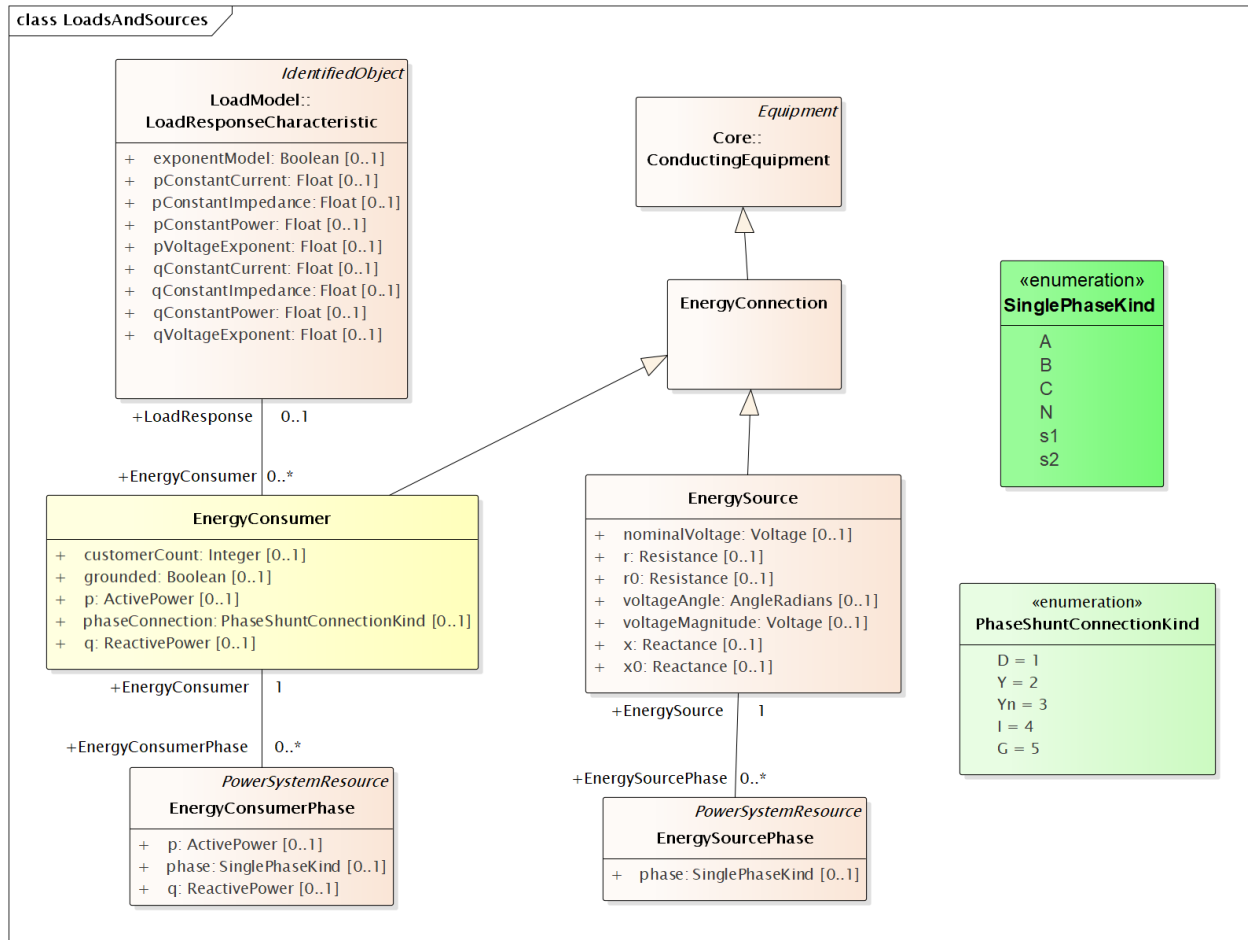 class LoadsAndSources
IdentifiedObject
LoadModel::
LoadResponseCharacteristic
+ exponentModel: Boolean [0..1]
+ pConstantCurrent: Float [0..1]
+ pConstantImpedance: Float [0..1]
+ pConstantPower: Float [0..1]
+ pVoltageExponent: Float [0..1]
+ qConstantCurrent: Float [0..1]
+ qConstantImpedance: Float [0..1]
+ qConstantPower: Float [0..1]
+ qVoltageExponent: Float [0..1]
+LoadResponse 0..1
+EnergyConsumer 0..*
EnergyConsumer
+ customerCount: Integer [0..1]
+ grounded: Boolean [0..1]
+ p: ActivePower [0..1]
+ phaseConnection: PhaseShuntConnectionKind [0..1]
+ q: ReactivePower [0..1]
+EnergyConsumer 1
+EnergyConsumerPhase 0..*
PowerSystemResource
EnergyConsumerPhase
+ p: ActivePower [0..1]
+ phase: SinglePhaseKind [0..1]
+ q: ReactivePower [0..1]
Equipment
Core::
ConductingEquipment
EnergyConnection
EnergySource
+ nominalVoltage: Voltage [0..1]
+ r: Resistance [0..1]
+ r0: Resistance [0..1]
+ voltageAngle: AngleRadians [0..1]
+ voltageMagnitude: Voltage [0..1]
+ x: Reactance [0..1]
+ x0: Reactance [0..1]
+EnergySource 1
+EnergySourcePhase 0..*
PowerSystemResource
EnergySourcePhase
+ phase: SinglePhaseKind [0..1]
«enumeration»
SinglePhaseKind
A
B
C
N
s1
s2
«enumeration»
PhaseShuntConnectionKind
D = 1
Y = 2
Yn = 3
I = 4
G = 5